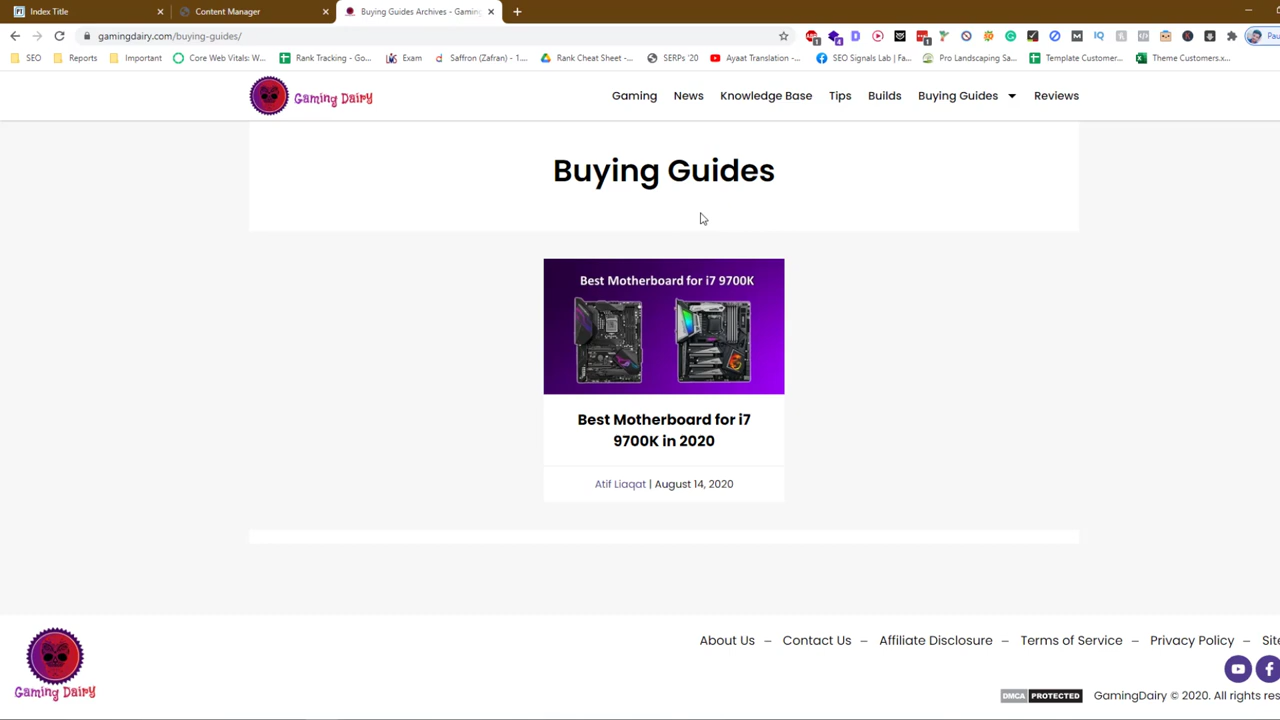 Index Title
Content Manager
Buying Guides Archives - Gaming
gamingdairy.com/buying-guides/
SEO Reports Important Core Web Vitals: W... Rank Tracking - Go... Exam Saffron (Zafran) - 1.... Rank Cheat Sheet -... SERPs '20 Ayaat Translation -... SEO Signals Lab | Fa... Pro Landscaping Sa... Template Customer... Theme Customers.x...
Gaming Dairy
Gaming News Knowledge Base Tips Builds Buying Guides Reviews
Buying Guides
Best Motherboard for i7 9700K
Best Motherboard for i7
9700K in 2020
Atif Liaqat | August 14, 2020
About Us – Contact Us – Affiliate Disclosure – Terms of Service – Privacy Policy –
Gaming Dairy
DMCA PROTECTED GamingDairy © 2020. All rights